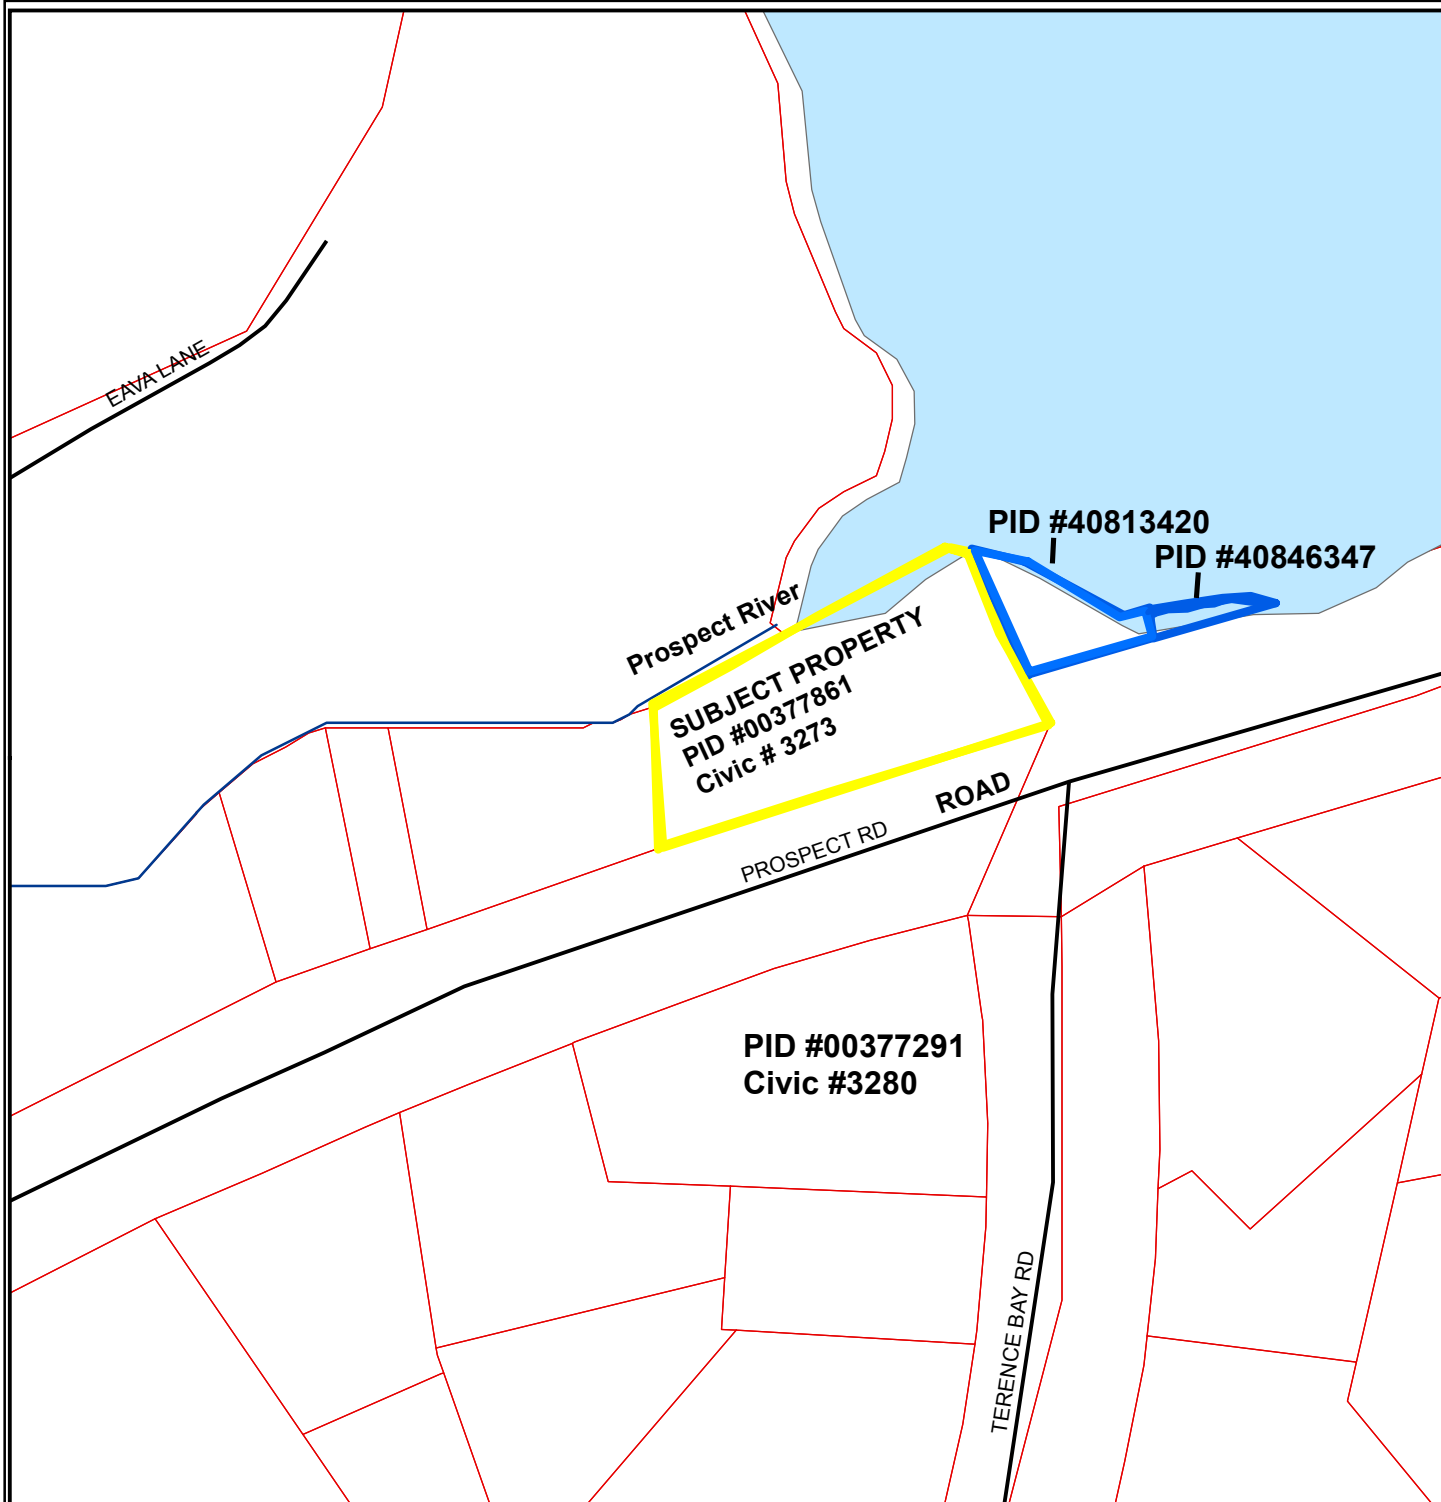 EAVA LANE
PID #40813420
PID #40846347
Prospect River
SUBJECT PROPERTY
PID #00377861
Civic # 3273
ROAD
PROSPECT RD
PID #00377291
Civic #3280
TERENCE BAY RD